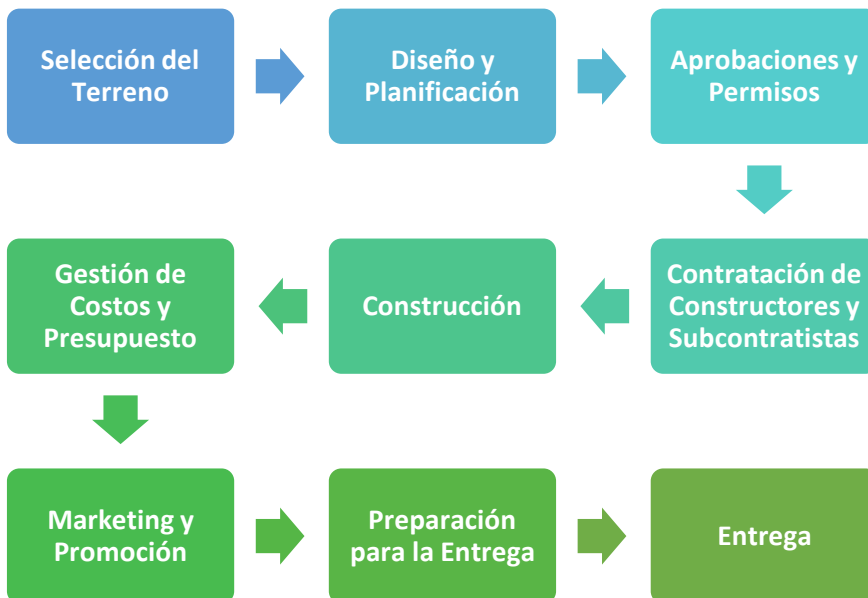 Selección del
Terreno
Diseño y
Planificación
Aprobaciones y
Permisos
Contratación de
Constructores y
Subcontratistas
Construcción
Gestión de
Costos y
Presupuesto
Marketing y
Promoción
Preparación
para la Entrega
Entrega